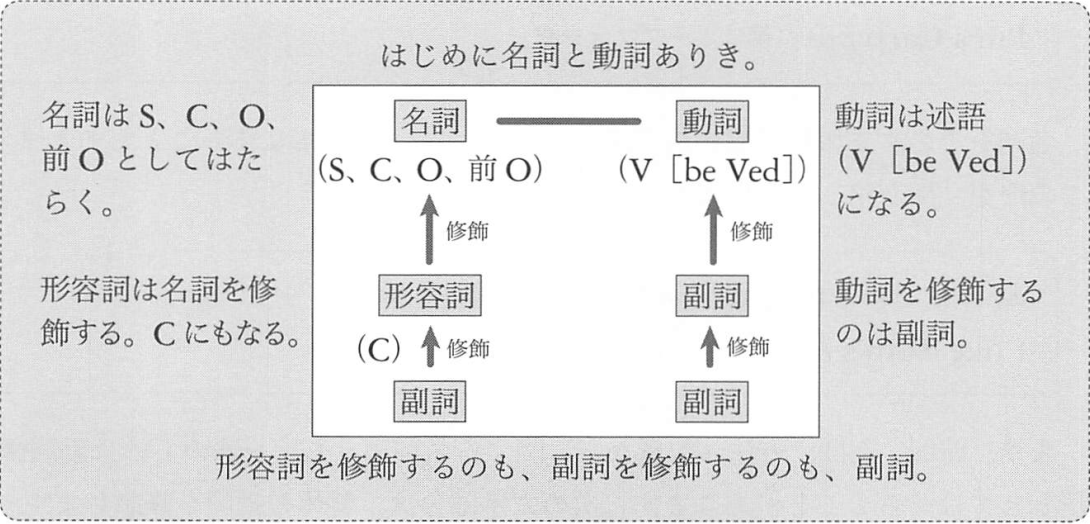 はじめに名詞と動詞ありき。
名詞は S、C、O、
前 O としてはた
らく。
名詞
(S、C、O、前 O)
動詞
(V [be Ved])
動詞は述語
(V [be Ved])
になる。
修飾
修飾
形容詞は名詞を修
飾する。C にもなる。
形容詞
(C)
修飾
副詞
副詞
修飾
副詞
動詞を修飾する
のは副詞。
形容詞を修飾するのも、副詞を修飾するのも、副詞。